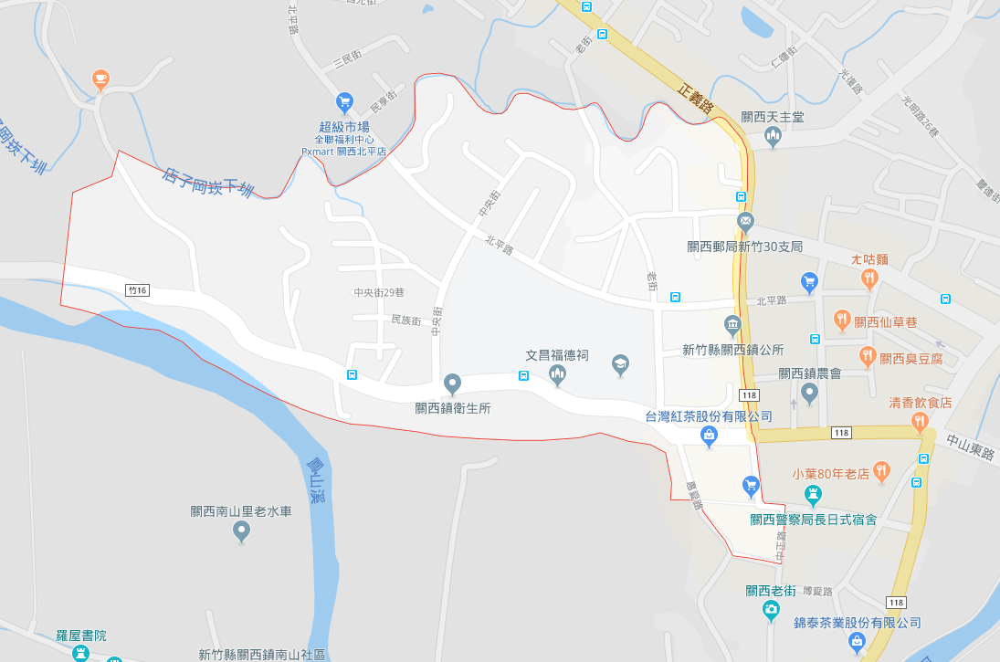 北平路
老街
三民街
民享街
仁德街
光復路
光明路26巷
正義路
關西天主堂
超級市場
全聯福利中心
Pxmart 關西北平店
豐德街
店子岡崁下圳
中央街
北平路
關西郵局新竹30支局
ㄤ咕麵
老街
竹16
中央街29巷
北平路
民族街
中央街
關西仙草巷
新竹縣關西鎮公所
文昌福德祠
關西臭豆腐
關西鎮農會
118
關西鎮衛生所
清香飲食店
台灣紅茶股份有限公司
118
中山東路
鳳山溪
小葉80年老店
惠愛路
關西南山里老水車
關西警察局長日式宿舍
中正路
關西老街
博愛路
118
錦泰茶業股份有限公司
羅屋書院
新竹縣關西鎮南山社區